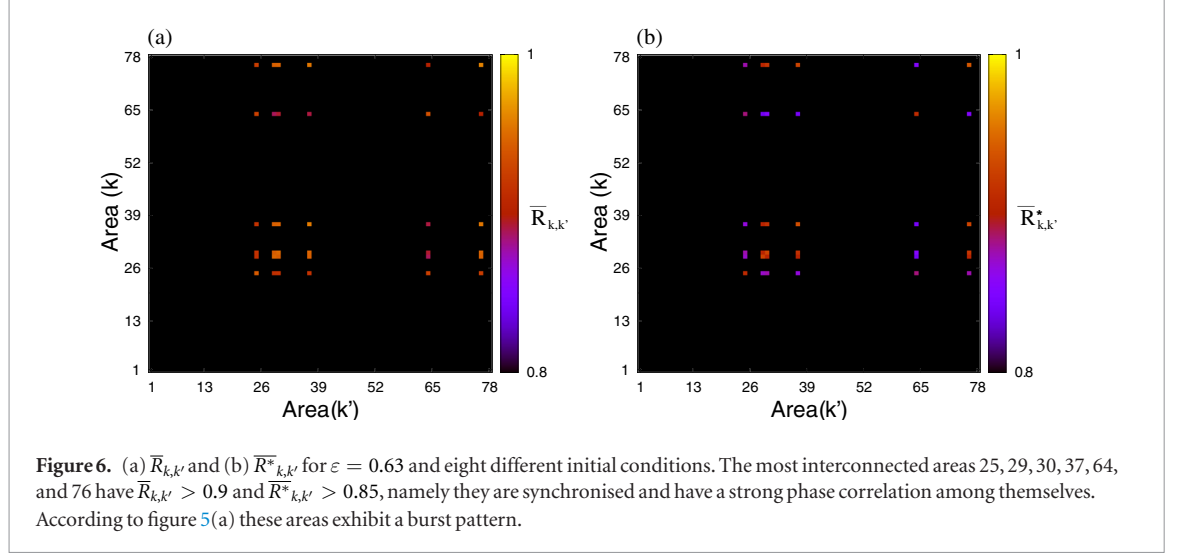 (a)
78
65
52
39
26
13
1
Area (k)
1 13 26 39 52 65 78
Area(k')
1
R̅k,k'
0.8
(b)
78
65
52
39
26
13
1
Area (k)
1 13 26 39 52 65 78
Area(k')
1
R̅*k,k'
0.8
Figure 6. (a) R̅k,k′ and (b) R̅*k,k′ for ε = 0.63 and eight different initial conditions. The most interconnected areas 25, 29, 30, 37, 64,
and 76 have R̅k,k′ > 0.9 and R̅*k,k′ > 0.85, namely they are synchronised and have a strong phase correlation among themselves.
According to figure 5(a) these areas exhibit a burst pattern.